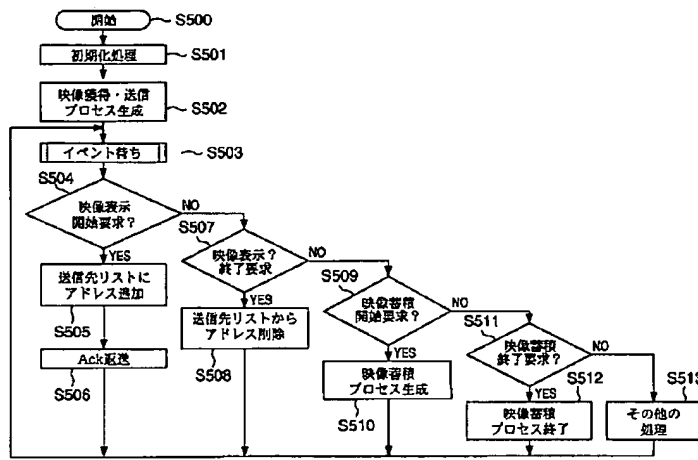 開始
S500
初期化処理
S501
映像獲得・送信
プロセス生成
S502
イベント待ち
S503
S504
映像表示
開始要求?
NO
YES
送信先リストに
アドレス追加
S505
Ack返送
S506
S507
映像表示?
終了要求
NO
YES
送信先リストから
アドレス削除
S508
S509
映像蓄積
開始要求?
NO
YES
映像蓄積
プロセス生成
S510
S511
映像蓄積
終了要求?
NO
YES
S512
映像蓄積
プロセス終了
S513
その他の
処理